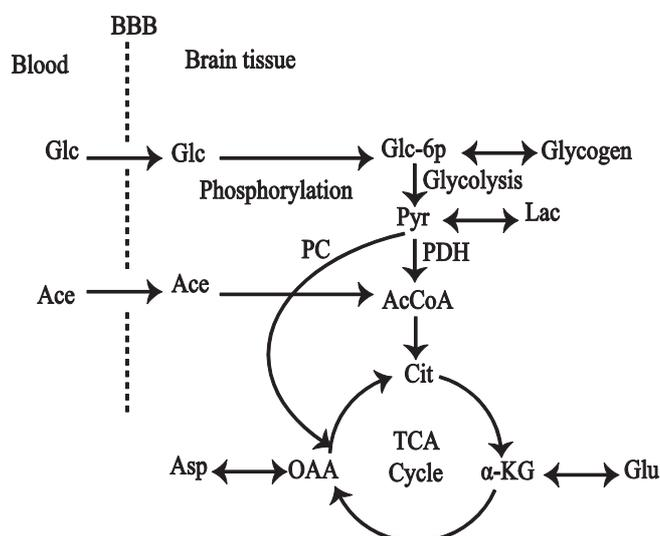 BBB
Blood
Brain tissue
Glc
Glc
Glc-6p
Glycogen
Phosphorylation
Glycolysis
Pyr
Lac
PC
PDH
Ace
Ace
AcCoA
Cit
TCA
Cycle
Asp
OAA
α-KG
Glu